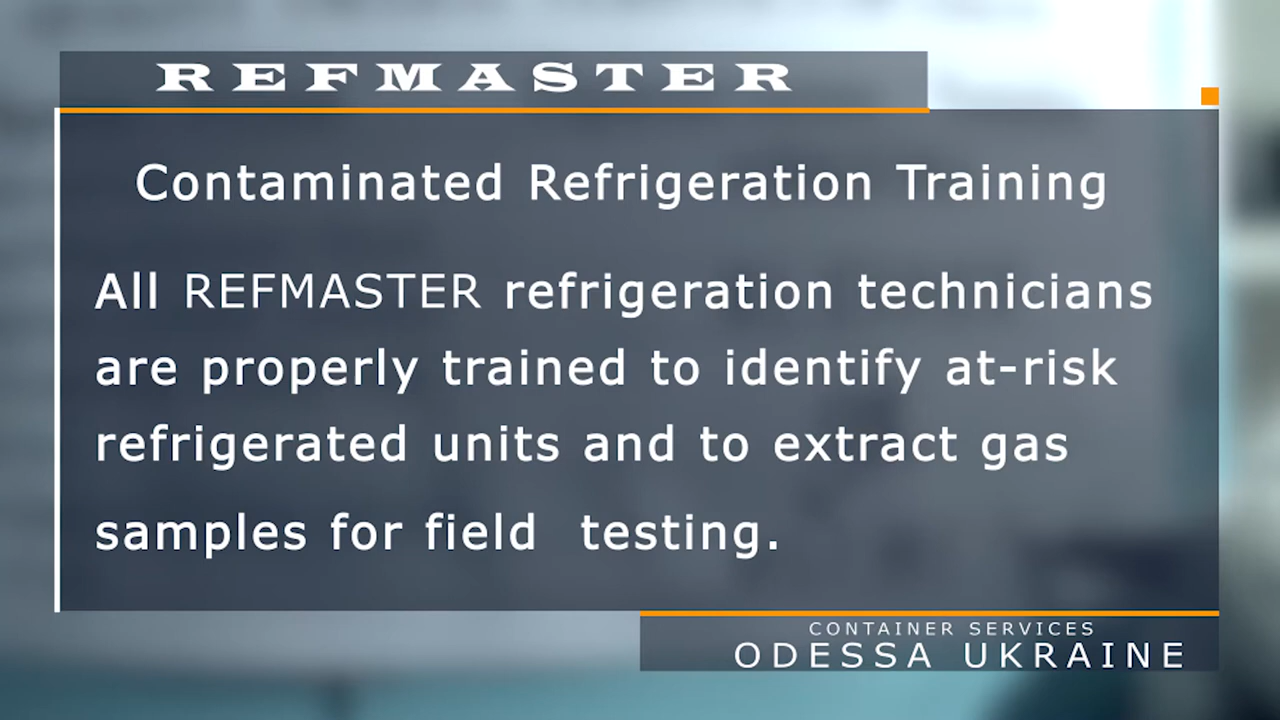 REFMASTER
Contaminated Refrigeration Training
All REFMASTER refrigeration technicians
are properly trained to identify at-risk
refrigerated units and to extract gas
samples for field testing.
CONTAINER SERVICES
ODESSA UKRAINE